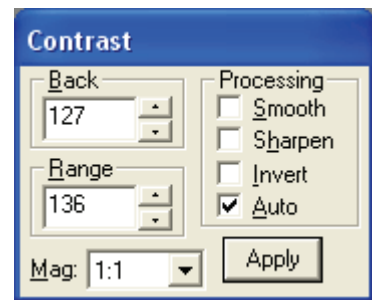 Contrast
Back
127
Range
136
Mag: 1:1
Processing
Smooth
Sharpen
Invert
Auto
Apply